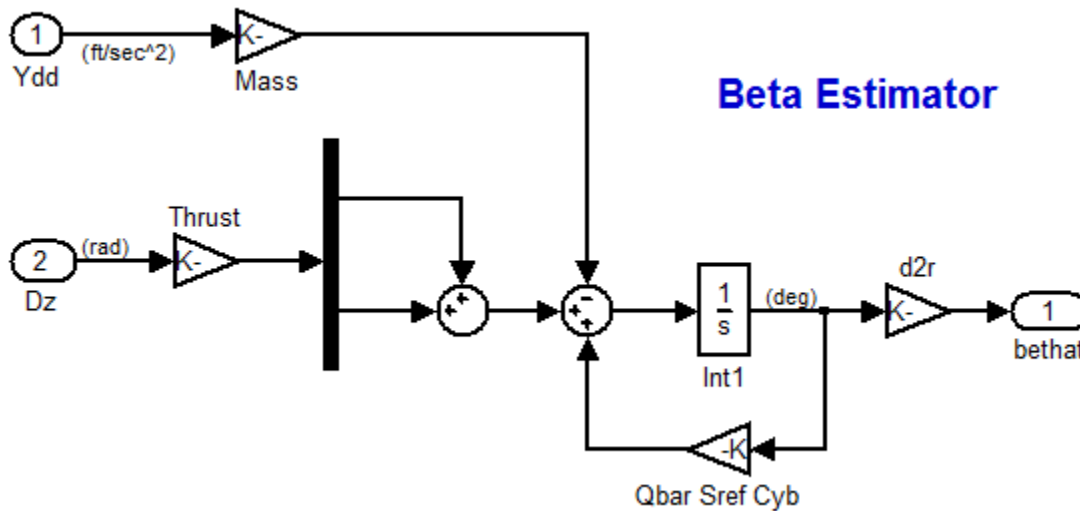 1
(ft/sec^2)
K-
Ydd
Mass
Beta Estimator
Thrust
2
(rad)
K-
Dz
+
+
-
+
+
1
s
(deg)
Int1
d2r
K-
1
bethat
-K
Qbar Sref Cyb